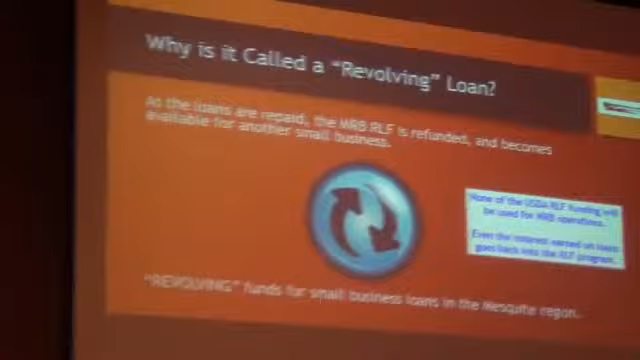 Why is it Called a “Revolving” Loan?
As the loans are repaid, the MRB RLF is refunded, and becomes
available for another small business.
None of the USDA RLF funding will
be used for MRB operations.
Even the interest earned on loans
goes back into the RLF program.
“REVOLVING” funds for small business loans in the Mesquite region.